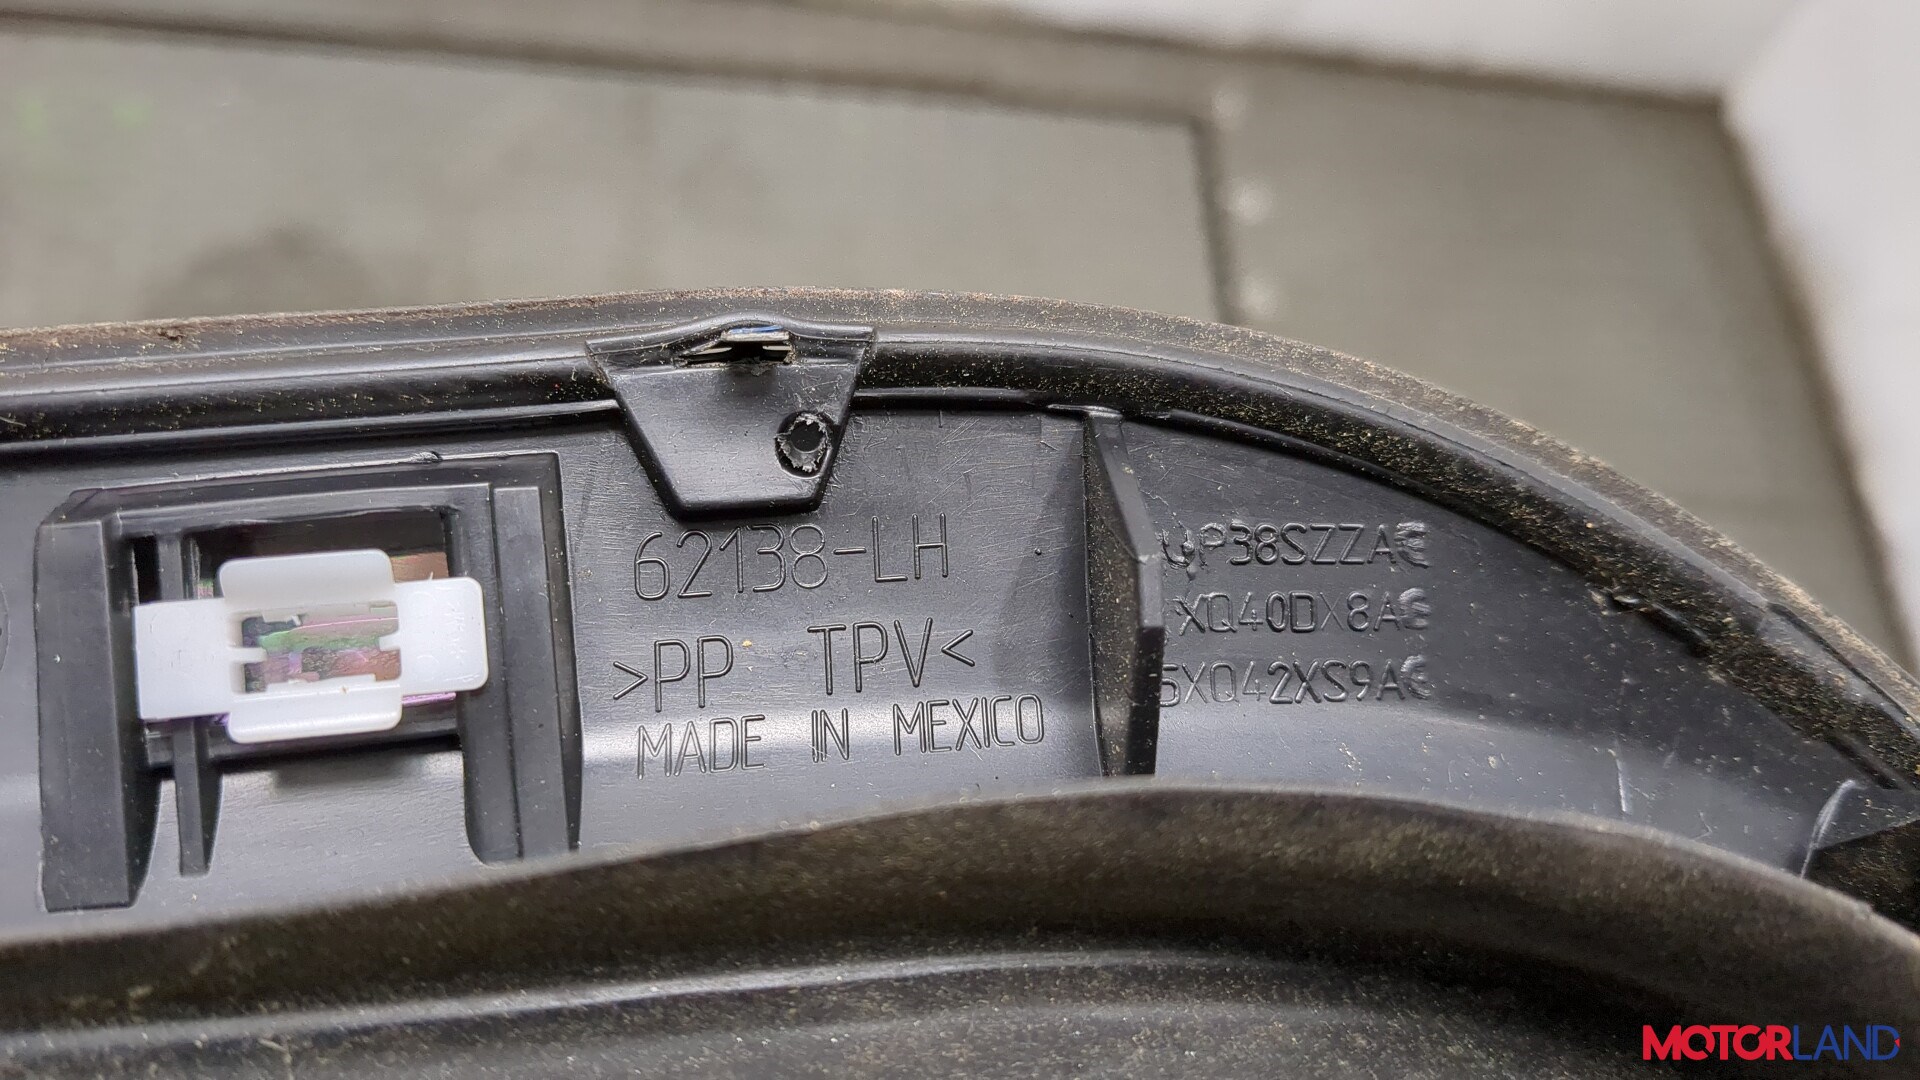 62138-LH
>PP TPV<
MADE IN MEXICO
P38SZZA
XQ40DX8A
5XQ42XS9A
MOTORLAND